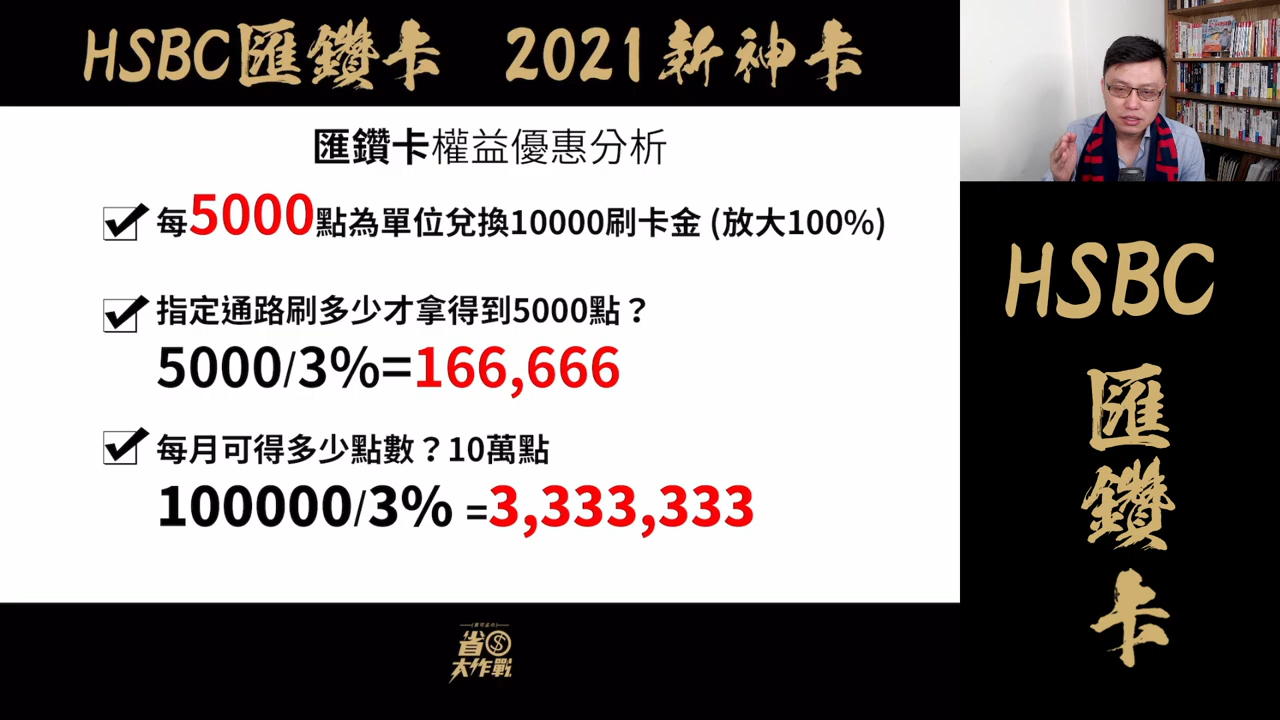 HSBC匯鑽卡 2021新神卡
匯鑽卡權益優惠分析
每5000點為單位兌換10000刷卡金 (放大100%)
指定通路刷多少才拿得到5000點？
5000/3%=166,666
每月可得多少點數？10萬點
100000/3% =3,333,333
省$
大作戰
HSBC
匯
鑽
卡